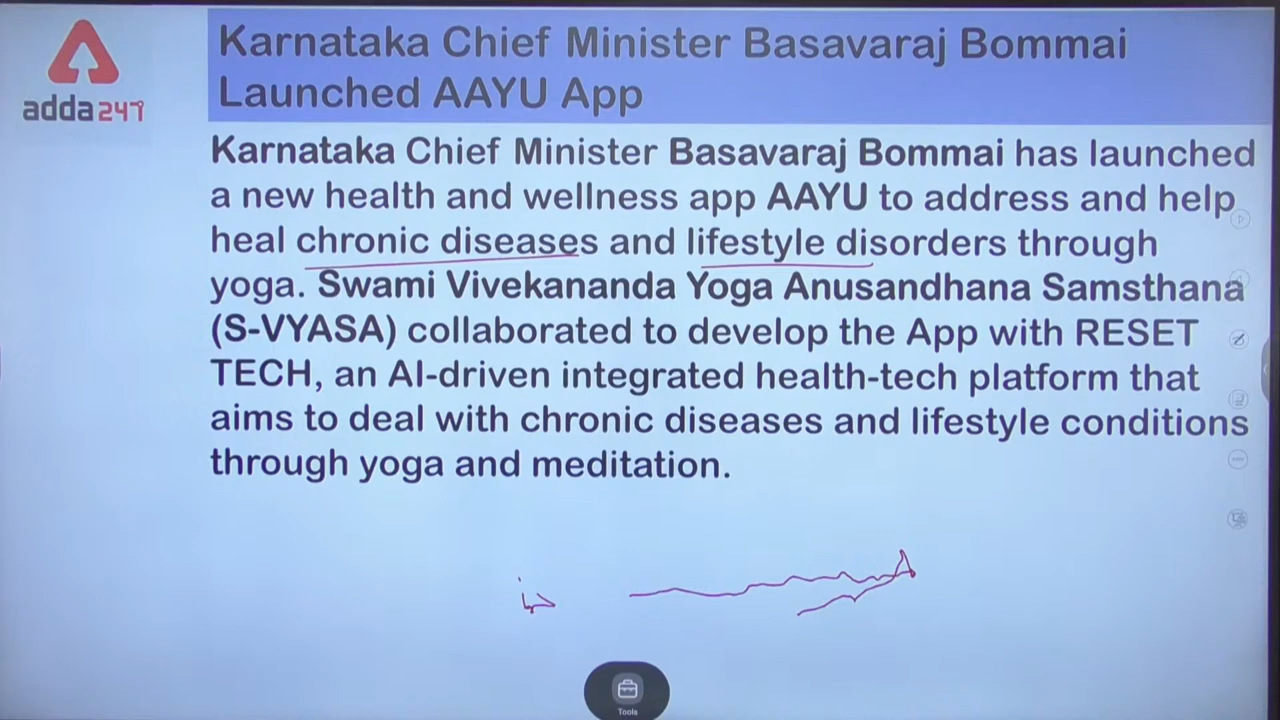 adda247
Karnataka Chief Minister Basavaraj Bommai
Launched AAYU App
Karnataka Chief Minister Basavaraj Bommai has launched
a new health and wellness app AAYU to address and help
heal chronic diseases and lifestyle disorders through
yoga. Swami Vivekananda Yoga Anusandhana Samsthana
(S-VYASA) collaborated to develop the App with RESET
TECH, an AI-driven integrated health-tech platform that
aims to deal with chronic diseases and lifestyle conditions
through yoga and meditation.
Tools